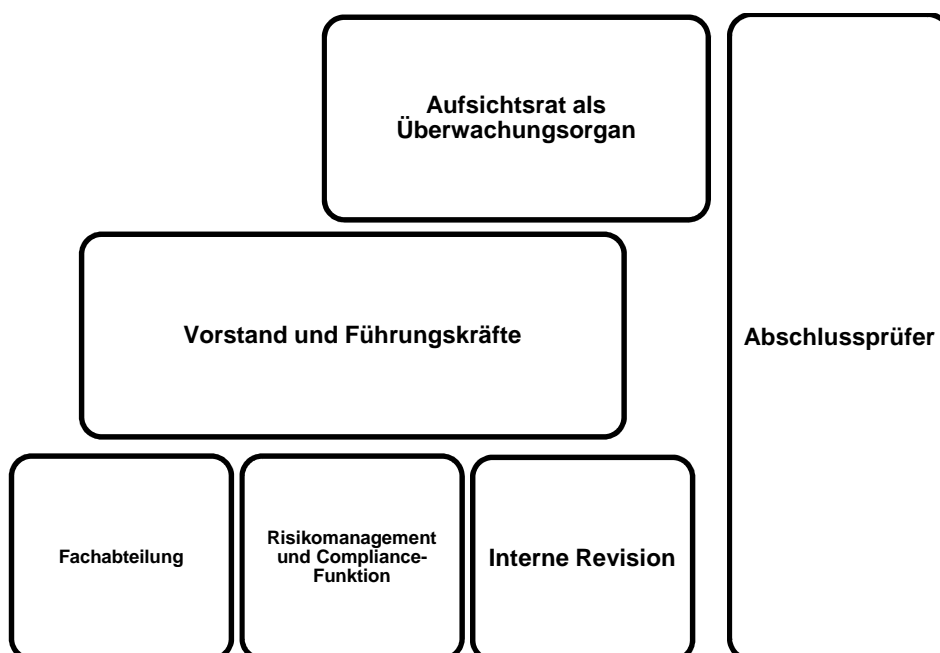 Aufsichtsrat als
Überwachungsorgan
Vorstand und Führungskräfte
Abschlussprüfer
Fachabteilung
Risikomanagement
und Compliance-
Funktion
Interne Revision